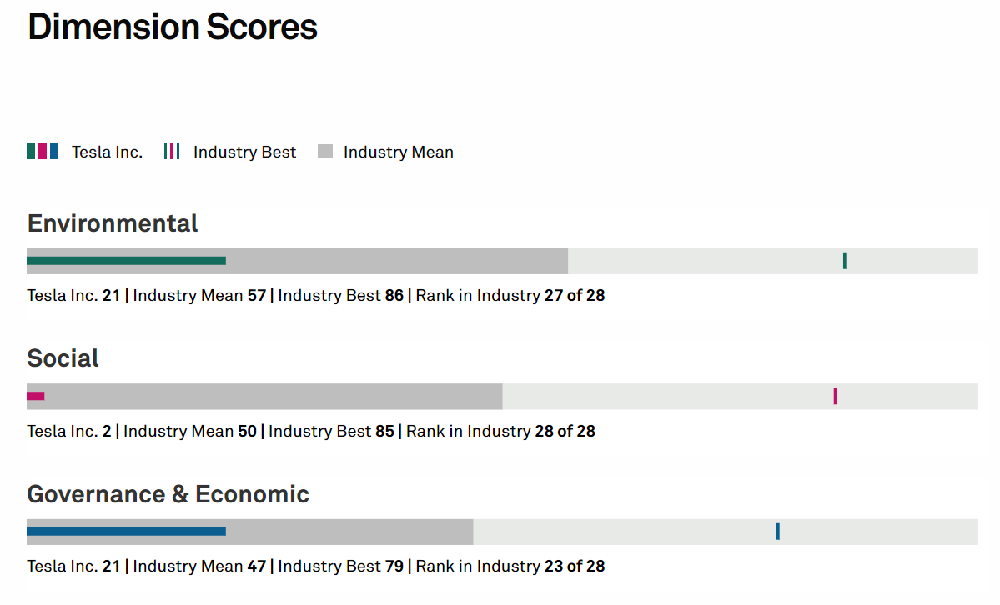 Dimension Scores
Tesla Inc. Industry Best Industry Mean
Environmental
Tesla Inc. 21 | Industry Mean 57 | Industry Best 86 | Rank in Industry 27 of 28
Social
Tesla Inc. 2 | Industry Mean 50 | Industry Best 85 | Rank in Industry 28 of 28
Governance & Economic
Tesla Inc. 21 | Industry Mean 47 | Industry Best 79 | Rank in Industry 23 of 28